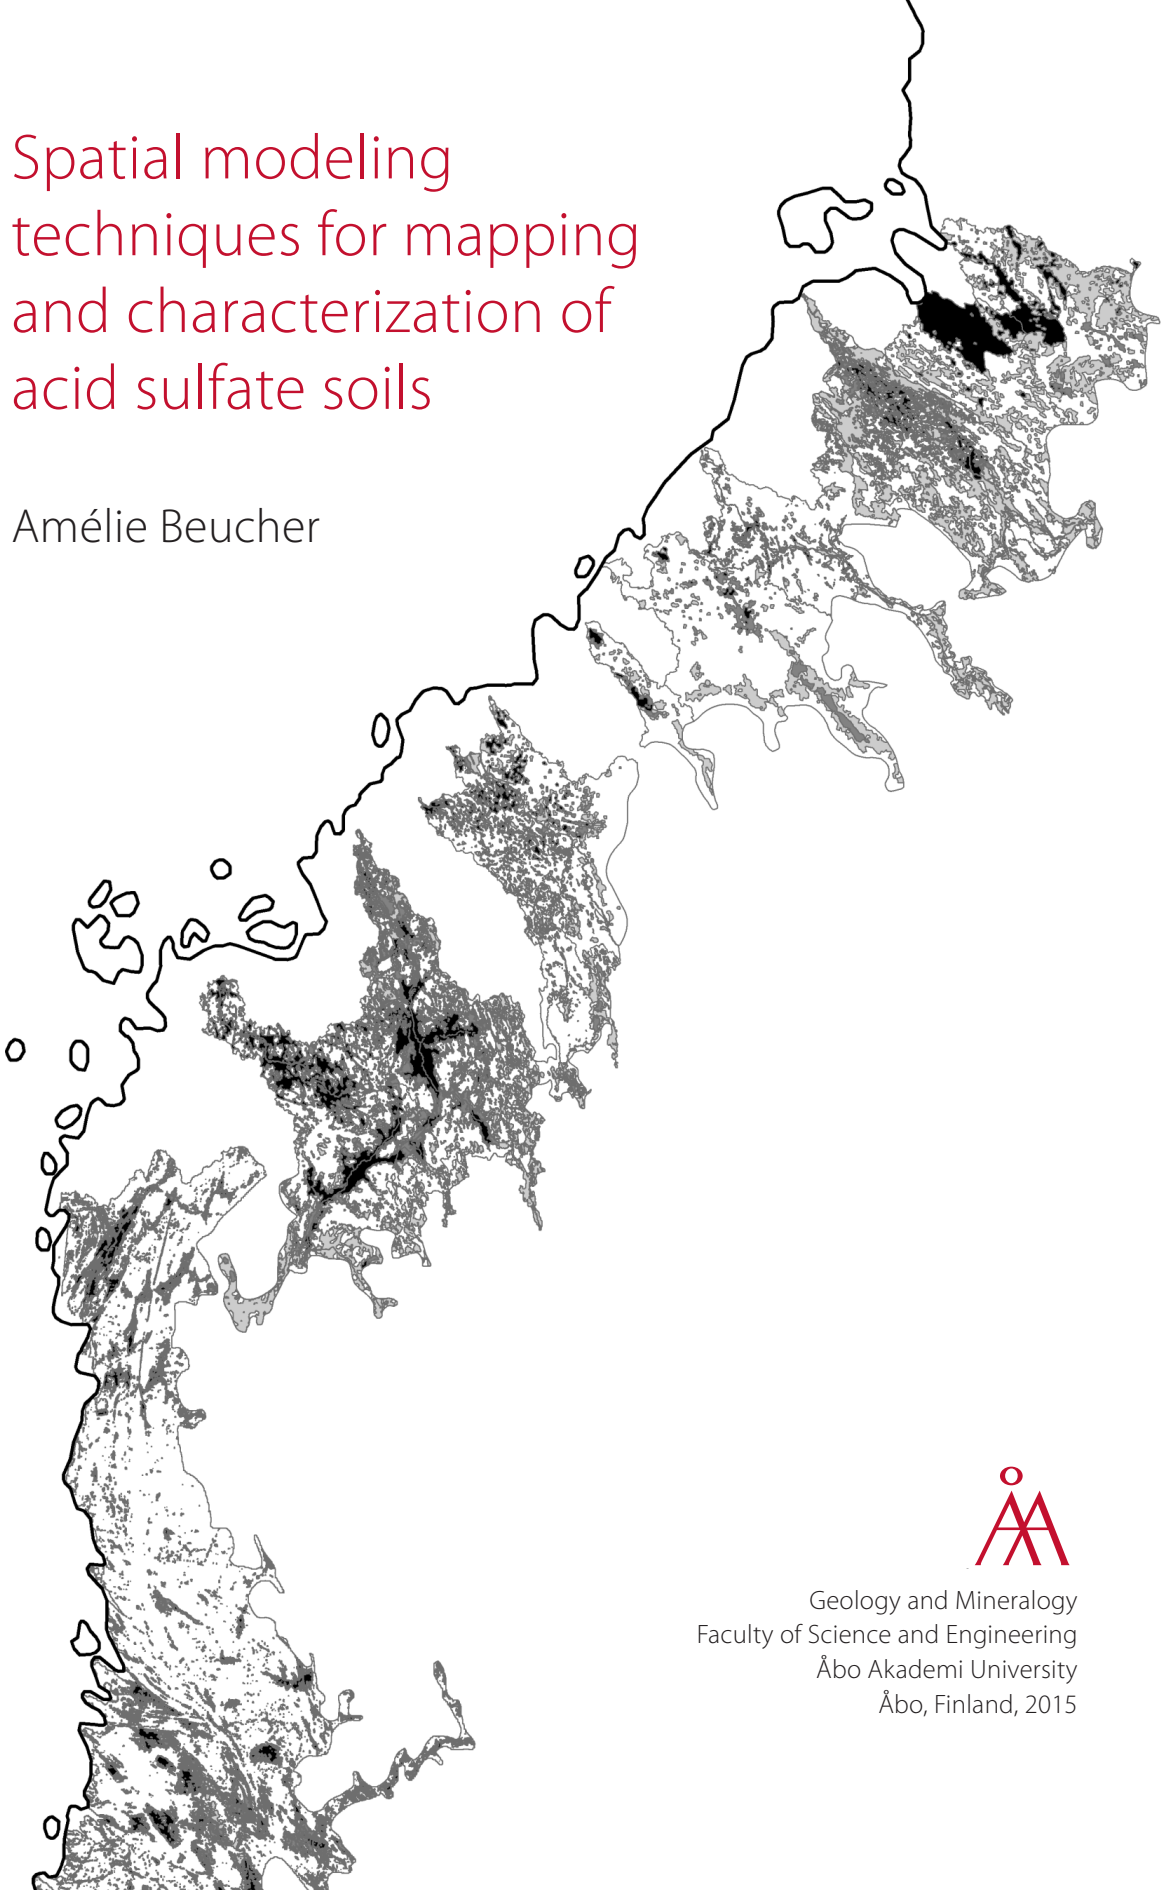 Spatial modeling
techniques for mapping
and characterization of
acid sulfate soils
Amélie Beucher
ÅA
Geology and Mineralogy
Faculty of Science and Engineering
Åbo Akademi University
Åbo, Finland, 2015